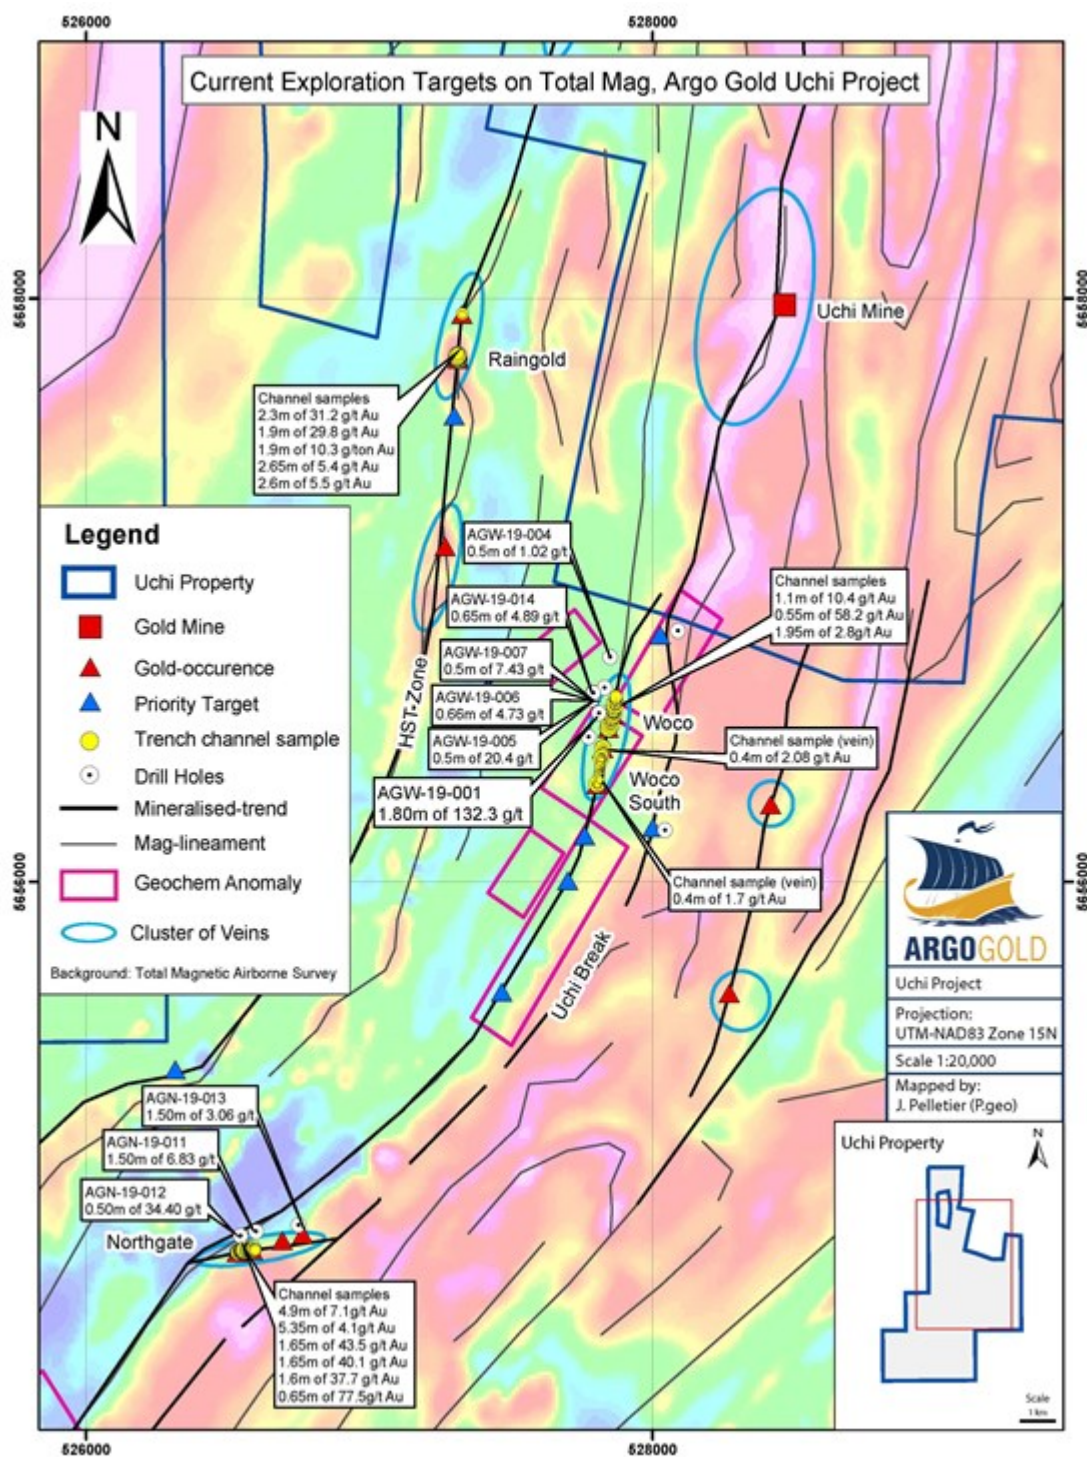 526000
528000
Current Exploration Targets on Total Mag, Argo Gold Uchi Project
N
5658000
5658000
Uchi Mine
Raingold
Channel samples
2.3m of 31.2 g/t Au
1.9m of 29.8 g/t Au
1.9m of 10.3 g/ton Au
2.65m of 5.4 g/t Au
2.6m of 5.5 g/t Au
Legend
Uchi Property
Gold Mine
Gold-occurence
Priority Target
Trench channel sample
Drill Holes
Mineralised-trend
Mag-lineament
Geochem Anomaly
Cluster of Veins
Background: Total Magnetic Airborne Survey
AGW-19-004
0.5m of 1.02 g/t
AGW-19-014
0.65m of 4.89 g/t
AGW-19-007
0.5m of 7.43 g/t
AGW-19-006
0.66m of 4.73 g/t
AGW-19-005
0.5m of 20.4 g/t
AGW-19-001
1.80m of 132.3 g/t
Channel samples
1.1m of 10.4 g/t Au
0.55m of 58.2 g/t Au
1.95m of 2.8g/t Au
HST-Zone
Woco
Woco
South
Channel sample (vein)
0.4m of 2.08 g/t Au
Channel sample (vein)
0.4m of 1.7 g/t Au
5656000
5656000
Uchi Break
ARGOGOLD
Uchi Project
Projection:
UTM-NAD83 Zone 15N
Scale 1:20,000
Mapped by:
J. Pelletier (P.geo)
AGN-19-013
1.50m of 3.06 g/t
AGN-19-011
1.50m of 6.83 g/t
AGN-19-012
0.50m of 34.40 g/t
Northgate
Channel samples
4.9m of 7.1g/t Au
5.35m of 4.1g/t Au
1.65m of 43.5 g/t Au
1.65m of 40.1 g/t Au
1.6m of 37.7 g/t Au
0.65m of 77.5g/t Au
Uchi Property
N
Scale
1 km
526000
528000